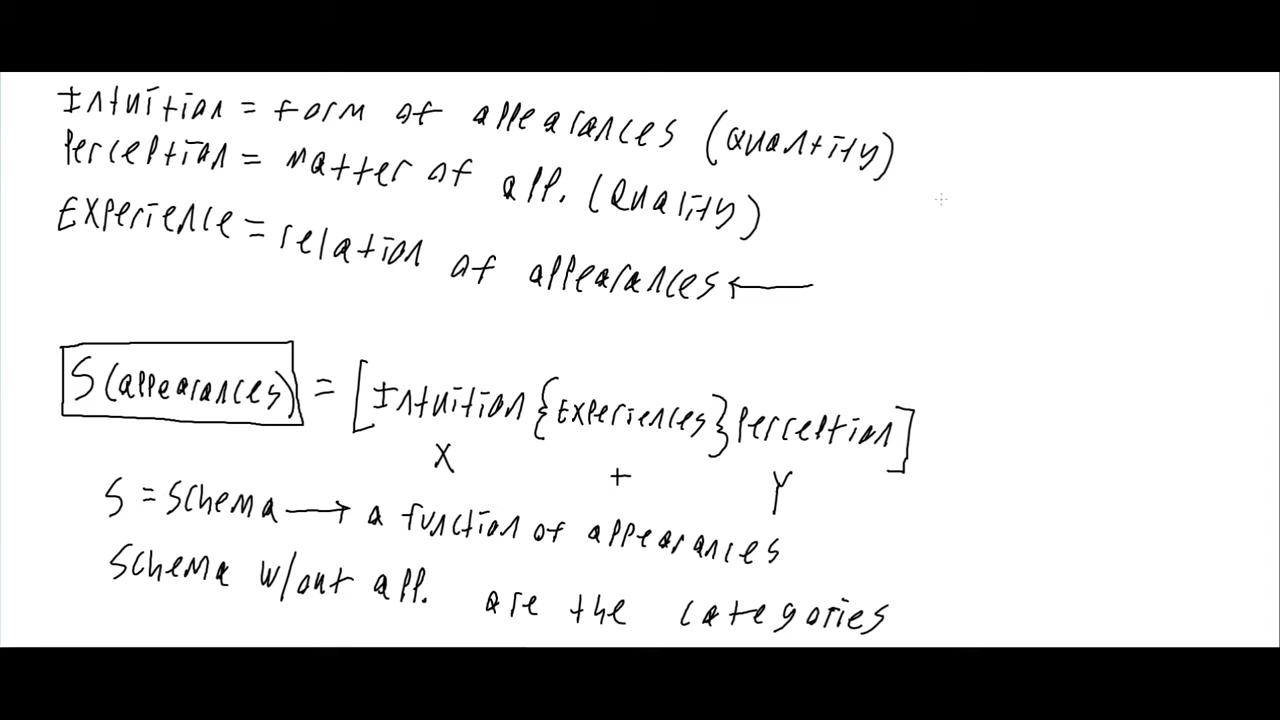 Intuition = form of appearances (Quantity)
Perception = matter of app. (Quality)
Experience = relation of appearances ←
S(appearances) = [Intuition {Experiences} Perception]
X + Y
S = Schema → a function of appearances
Schema w/out app. are the categories